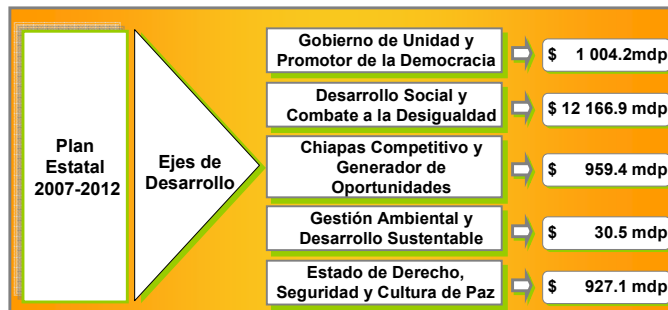 Plan
Estatal
2007-2012
Ejes de
Desarrollo
Gobierno de Unidad y
Promotor de la Democracia
$ 1 004.2mdp
Desarrollo Social y
Combate a la Desigualdad
$ 12 166.9 mdp
Chiapas Competitivo y
Generador de
Oportunidades
$ 959.4 mdp
Gestión Ambiental y
Desarrollo Sustentable
$ 30.5 mdp
Estado de Derecho,
Seguridad y Cultura de Paz
$ 927.1 mdp